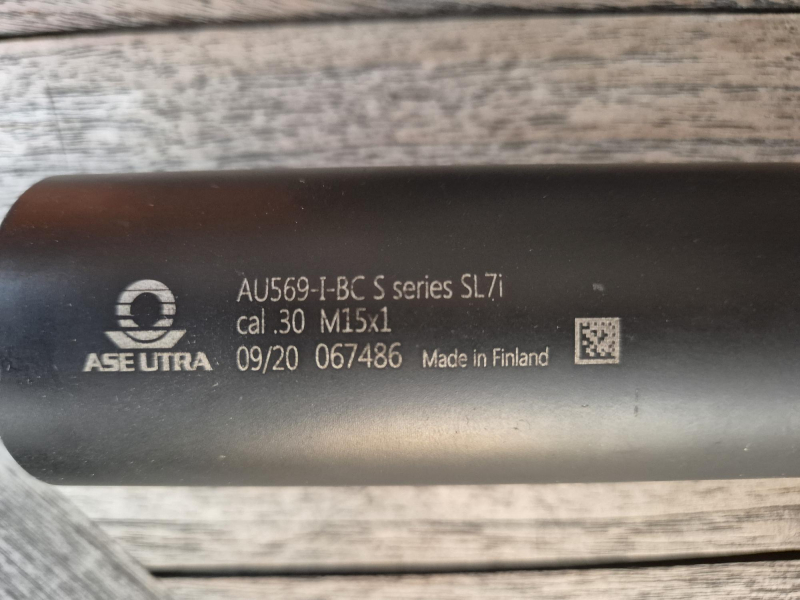 AU569-I-BC S series SL7i
cal .30 M15x1
ASE UTRA
09/20 067486 Made in Finland